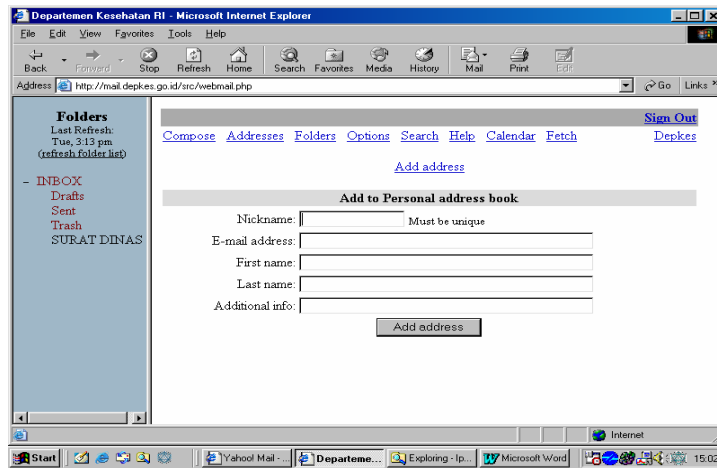 Departemen Kesehatan RI - Microsoft Internet Explorer
File Edit View Favorites Tools Help
Back Forward Stop Refresh Home Search Favorites Media History Mail Print Edit
Address http://mail.depkes.go.id/src/webmail.php Go Links »
Folders
Last Refresh:
Tue, 3:13 pm
(refresh folder list)
– INBOX
Drafts
Sent
Trash
SURAT DINAS
Sign Out
Compose Addresses Folders Options Search Help Calendar Fetch Depkes
Add address
Add to Personal address book
Nickname: Must be unique
E-mail address:
First name:
Last name:
Additional info:
Add address
Internet
Start Yahoo! Mail - ... Departeme... Exploring - Ip... Microsoft Word 15:02